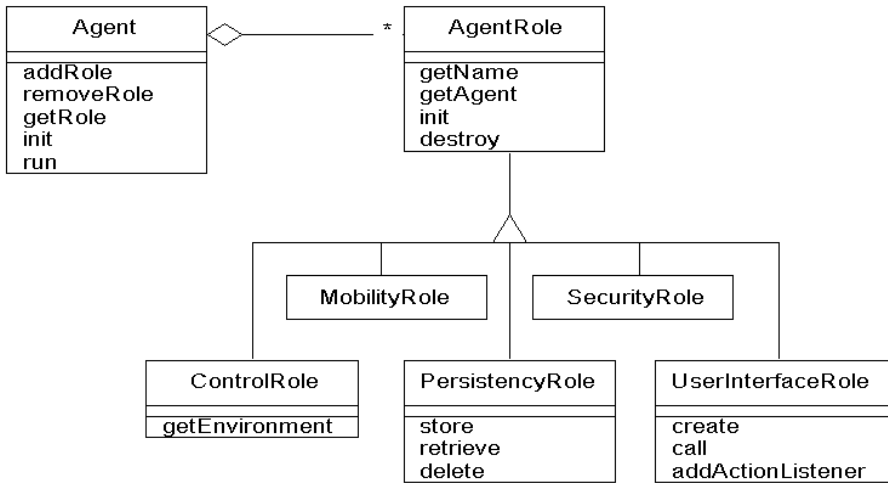 Agent
addRole
removeRole
getRole
init
run
*
AgentRole
getName
getAgent
init
destroy
MobilityRole
SecurityRole
ControlRole
getEnvironment
PersistencyRole
store
retrieve
delete
UserInterfaceRole
create
call
addActionListener